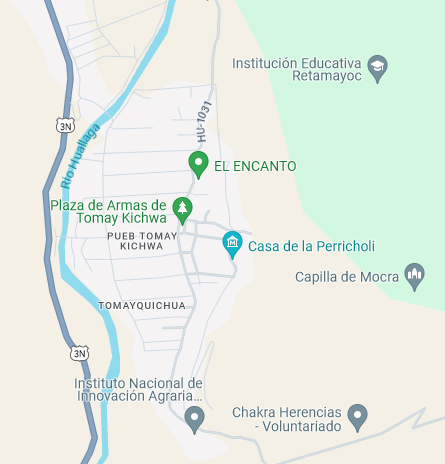 Institución Educativa
Retamayoc
HU-1031
3N
Río Huallaga
EL ENCANTO
Plaza de Armas de
Tomay Kichwa
PUEB TOMAY
KICHWA
Casa de la Perricholi
Capilla de Mocra
TOMAYQUICHUA
3N
Instituto Nacional de
Innovación Agraria...
Chakra Herencias
- Voluntariado